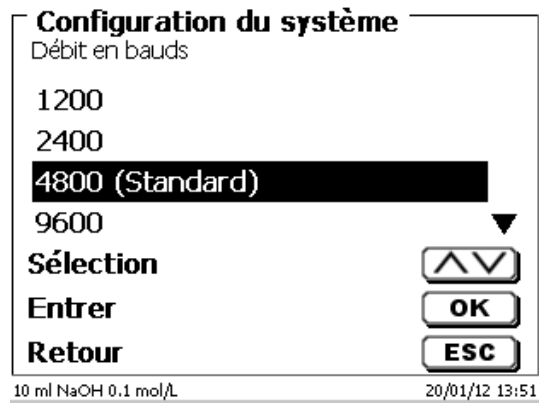 Configuration du système
Débit en bauds
1200
2400
4800 (Standard)
9600
Sélection
Entrer OK
Retour ESC
10 ml NaOH 0.1 mol/L 20/01/12 13:51